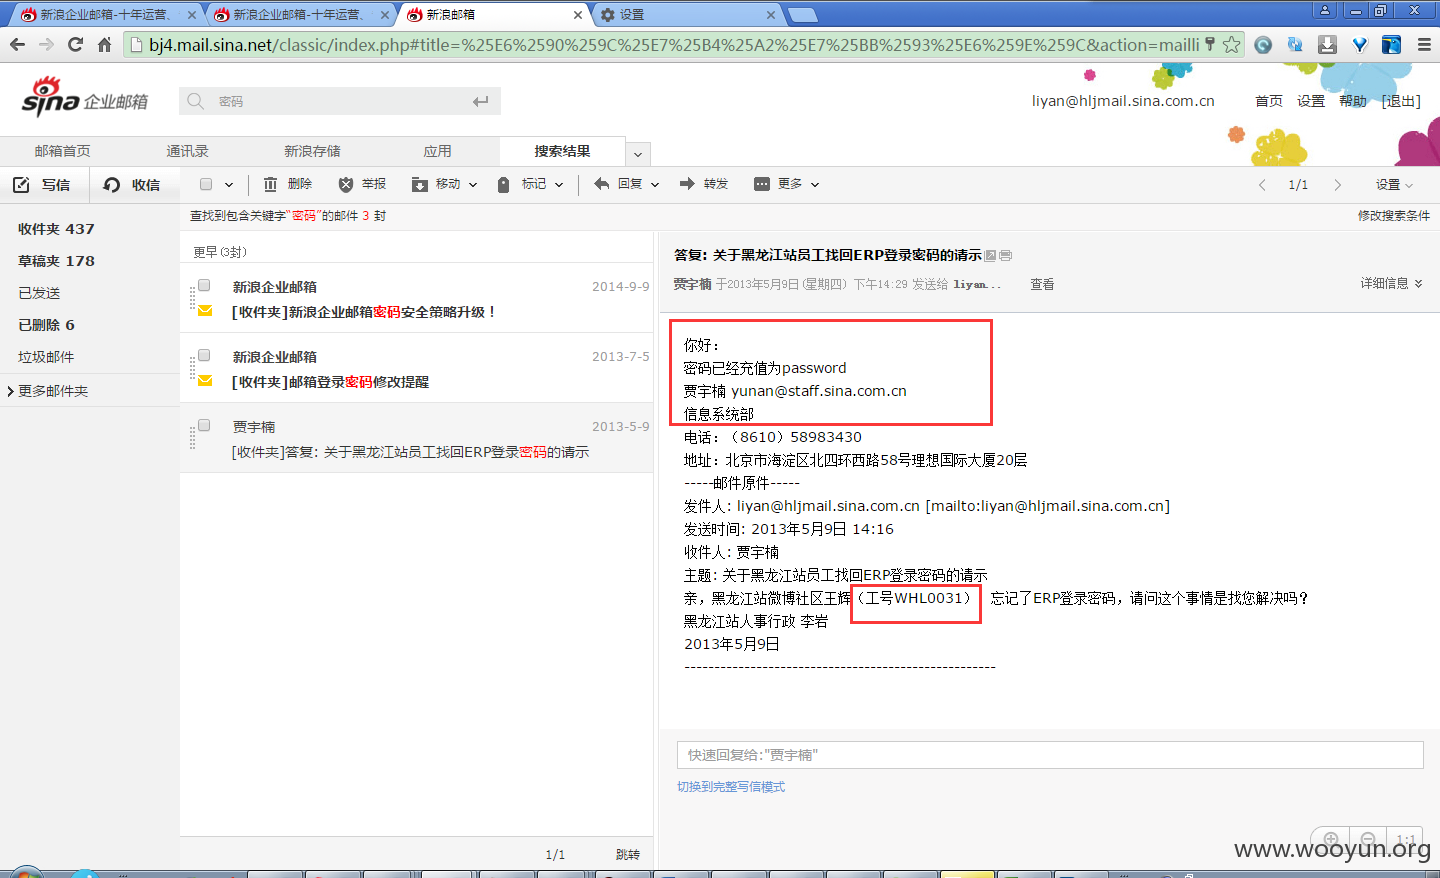 新浪企业邮箱-十年运营、
新浪企业邮箱-十年运营、
新浪邮箱
设置
bj4.mail.sina.net/classic/index.php#title=%25E6%2590%259C%25E7%25B4%25A2%25E7%25BB%2593%25E6%259E%259C&action=mailli
sina 企业邮箱
密码
liyan@hljmail.sina.com.cn
首页 设置 帮助 [退出]
邮箱首页
通讯录
新浪存储
应用
搜索结果
写信
收信
删除
举报
移动
标记
回复
转发
更多
1/1
设置
收件夹 437
草稿夹 178
已发送
已删除 6
垃圾邮件
更多邮件夹
查找到包含关键字“密码”的邮件 3 封
修改搜索条件
更早(3封)
新浪企业邮箱
2014-9-9
[收件夹]新浪企业邮箱密码安全策略升级！
新浪企业邮箱
2013-7-5
[收件夹]邮箱登录密码修改提醒
贾宇楠
2013-5-9
[收件夹]答复: 关于黑龙江站员工找回ERP登录密码的请示
1/1
跳转
答复: 关于黑龙江站员工找回ERP登录密码的请示
贾宇楠 于2013年5月9日(星期四) 下午14:29 发送给 liyan...
查看
详细信息
你好：
密码已经充值为password
贾宇楠 yunan@staff.sina.com.cn
信息系统部
电话：（8610）58983430
地址：北京市海淀区北四环西路58号理想国际大厦20层
-----邮件原件-----
发件人: liyan@hljmail.sina.com.cn [mailto:liyan@hljmail.sina.com.cn]
发送时间: 2013年5月9日 14:16
收件人: 贾宇楠
主题: 关于黑龙江站员工找回ERP登录密码的请示
亲，黑龙江站微博社区王辉（工号WHL0031） 忘记了ERP登录密码，请问这个事情是找您解决吗？
黑龙江站人事行政 李岩
2013年5月9日
----------------------------------------------------
快速回复给:"贾宇楠"
切换到完整写信模式
1:1
www.wooyun.org